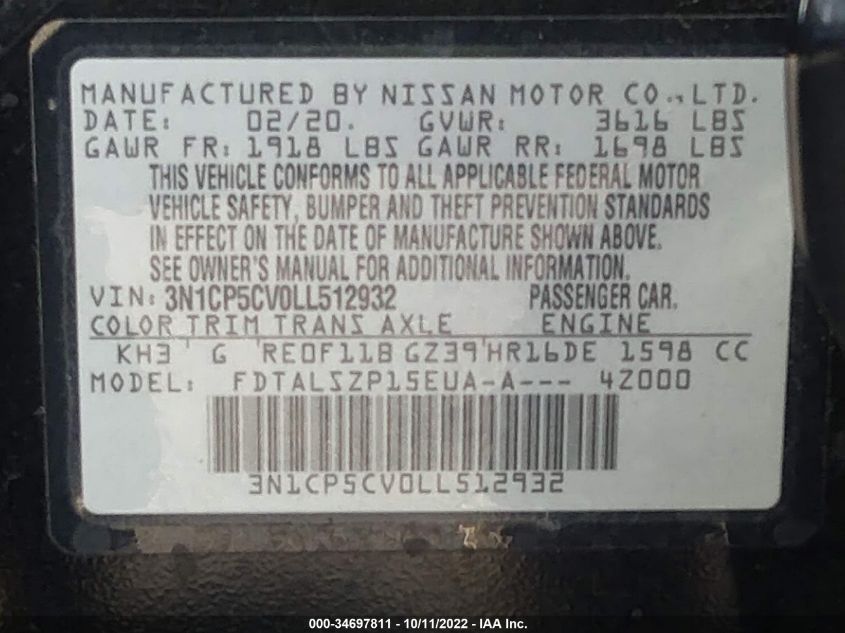 MANUFACTURED BY NISSAN MOTOR CO., LTD.
DATE: 02/20. GVWR: 3616 LBS
GAWR FR: 1918 LBS GAWR RR: 1698 LBS
THIS VEHICLE CONFORMS TO ALL APPLICABLE FEDERAL MOTOR
VEHICLE SAFETY, BUMPER AND THEFT PREVENTION STANDARDS
IN EFFECT ON THE DATE OF MANUFACTURE SHOWN ABOVE.
SEE OWNER'S MANUAL FOR ADDITIONAL INFORMATION.
VIN: 3N1CP5CV0LL512932 PASSENGER CAR.
COLOR TRIM TRANS AXLE ENGINE
KH3 G RE0F11B GZ39 HR16DE 1598 CC
MODEL: FDTALSZP15EUA-A--- 4Z000
3N1CP5CV0LL512932
000-34697811 - 10/11/2022 - IAA Inc.